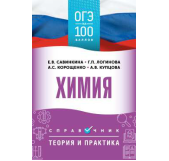 ОГЭ
100
БАЛЛОВ
Е.В. САВИНКИНА • Г.П. ЛОГИНОВА
А.С. КОРОЩЕНКО • А.В. КУПЦОВА
ХИМИЯ
СПРАВОЧНИК
ТЕОРИЯ И ПРАКТИКА